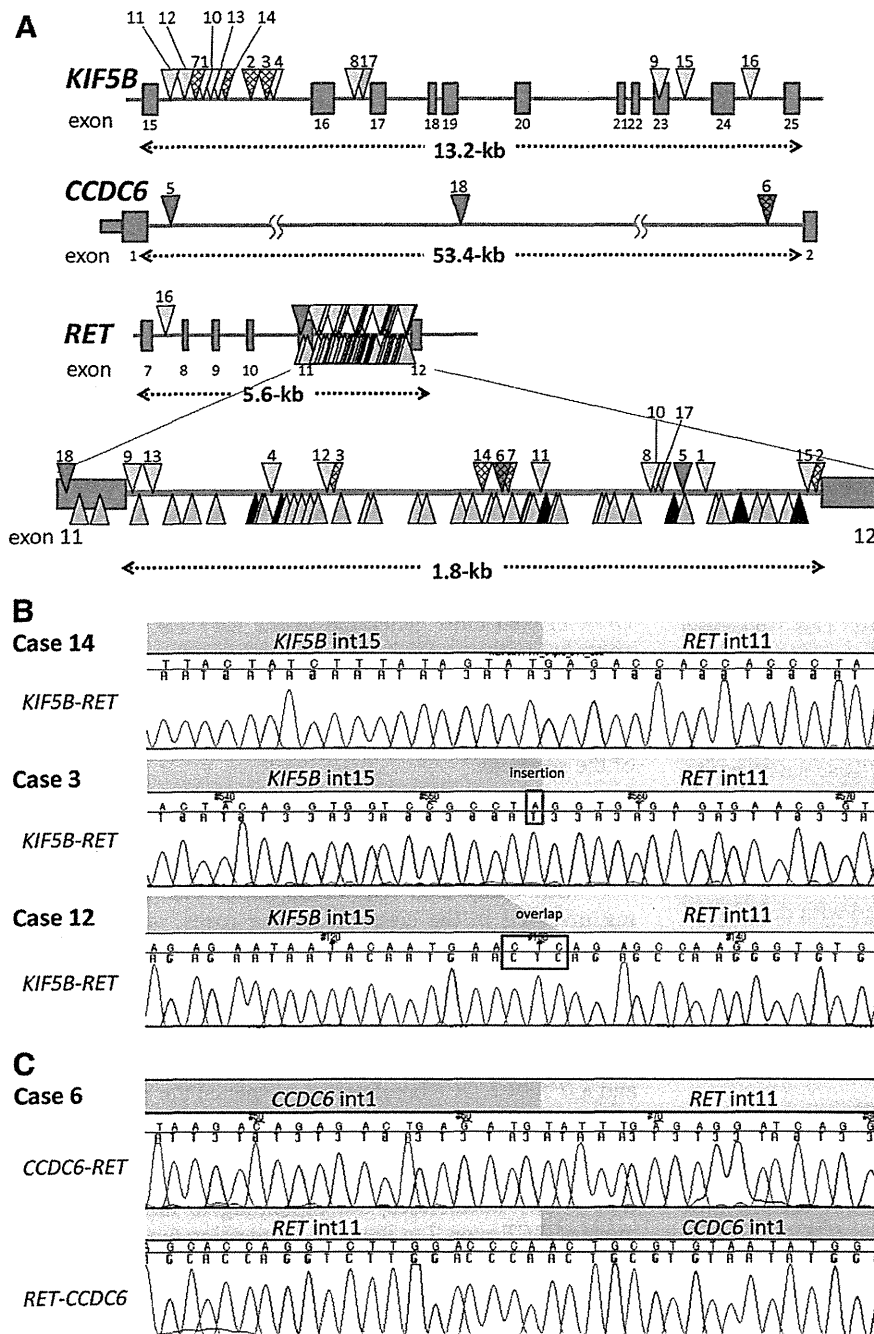 A
11 12 10 13 14
KIF5B
7 1 2 3 4 8 17 9 15 16
exon
15 16 17 18 19 20 21 22 23 24 25
13.2-kb
CCDC6
5 18 6
exon 1 2
53.4-kb
16
RET
exon
7 8 9 10 11 12
5.6-kb
10 17
18 9 13 4 12 3 14 6 7 11 8 5 1 15 2
exon 11 12
1.8-kb
B
Case 14
KIF5B int15 RET int11
T T A C T A T C T T T A T A G T A T G A G A C C A C C A C C C T A
KIF5B-RET
Case 3
KIF5B int15 Insertion RET int11
A C T A C A G G T G G T C C G C C T A G G T G T G A G T G A A C G G T
KIF5B-RET
Case 12
KIF5B int15 overlap RET int11
A G A G A A T A A T A C A A T G A A C T C A G A G C C A A G G G T G T G
KIF5B-RET
C
Case 6
CCDC6 int1 RET int11
T A A G A C A G A G A C T G A G A T G T A T T T G A G A G G A T C A G G
CCDC6-RET
RET int11 CCDC6 int1
G C A C C A G G T C T T G G A C C C A A C T G C G T G T A A T A T G G
RET-CCDC6